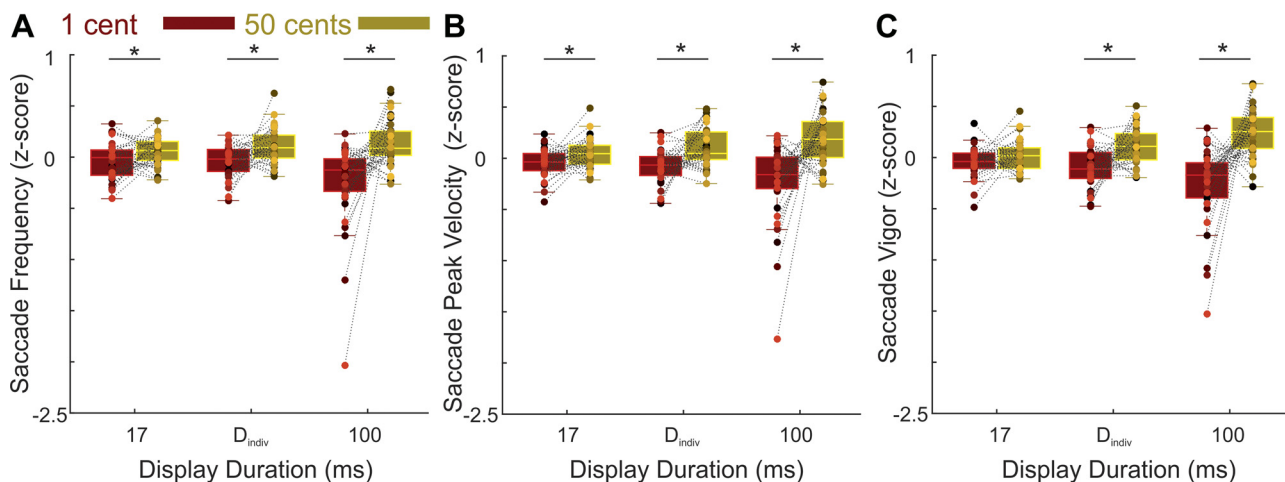 A 1 cent 50 cents B C
* * *
* * *
* *
Saccade Frequency (z-score)
1
0
-2.5
17 Dindiv 100
Display Duration (ms)
Saccade Peak Velocity (z-score)
1
0
-2.5
17 Dindiv 100
Display Duration (ms)
Saccade Vigor (z-score)
1
0
-2.5
17 Dindiv 100
Display Duration (ms)